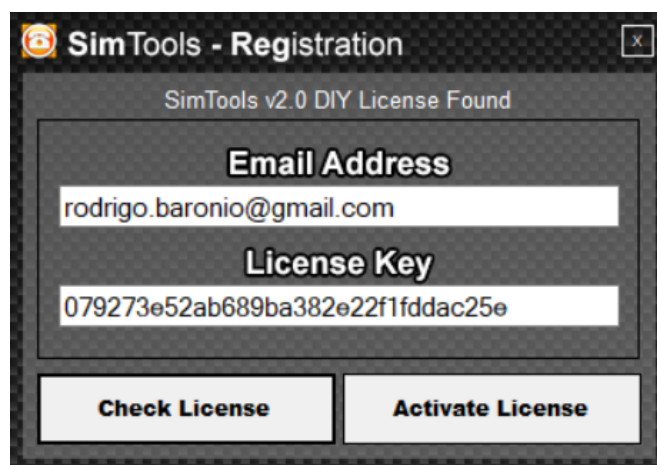 SimTools - Registration
x
SimTools v2.0 DIY License Found
Email Address
rodrigo.baronio@gmail.com
License Key
079273e52ab689ba382e22f1fddac25e
Check License
Activate License